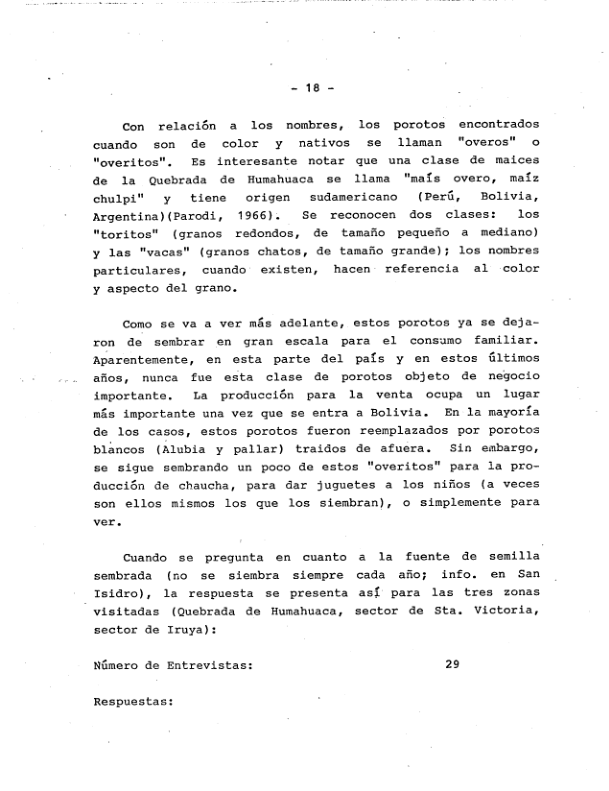 - 18 -
Con relación a los nombres, los porotos encontrados
cuando son de color y nativos se llaman "overos" o
"overitos". Es interesante notar que una clase de maices
de la Quebrada de Humahuaca se llama "maís overo, maíz
chulpi" y tiene origen sudamericano (Perú, Bolivia,
Argentina)(Parodi, 1966). Se reconocen dos clases: los
"toritos" (granos redondos, de tamaño pequeño a mediano)
y las "vacas" (granos chatos, de tamaño grande); los nombres
particulares, cuando existen, hacen referencia al color
y aspecto del grano.
Como se va a ver más adelante, estos porotos ya se deja-
ron de sembrar en gran escala para el consumo familiar.
Aparentemente, en esta parte del país y en estos últimos
años, nunca fue esta clase de porotos objeto de negocio
importante. La producción para la venta ocupa un lugar
más importante una vez que se entra a Bolivia. En la mayoría
de los casos, estos porotos fueron reemplazados por porotos
blancos (Alubia y pallar) traidos de afuera. Sin embargo,
se sigue sembrando un poco de estos "overitos" para la pro-
ducción de chaucha, para dar juguetes a los niños (a veces
son ellos mismos los que los siembran), o simplemente para
ver.
Cuando se pregunta en cuanto a la fuente de semilla
sembrada (no se siembra siempre cada año; info. en San
Isidro), la respuesta se presenta así para las tres zonas
visitadas (Quebrada de Humahuaca, sector de Sta. Victoria,
sector de Iruya):
Número de Entrevistas: 29
Respuestas: